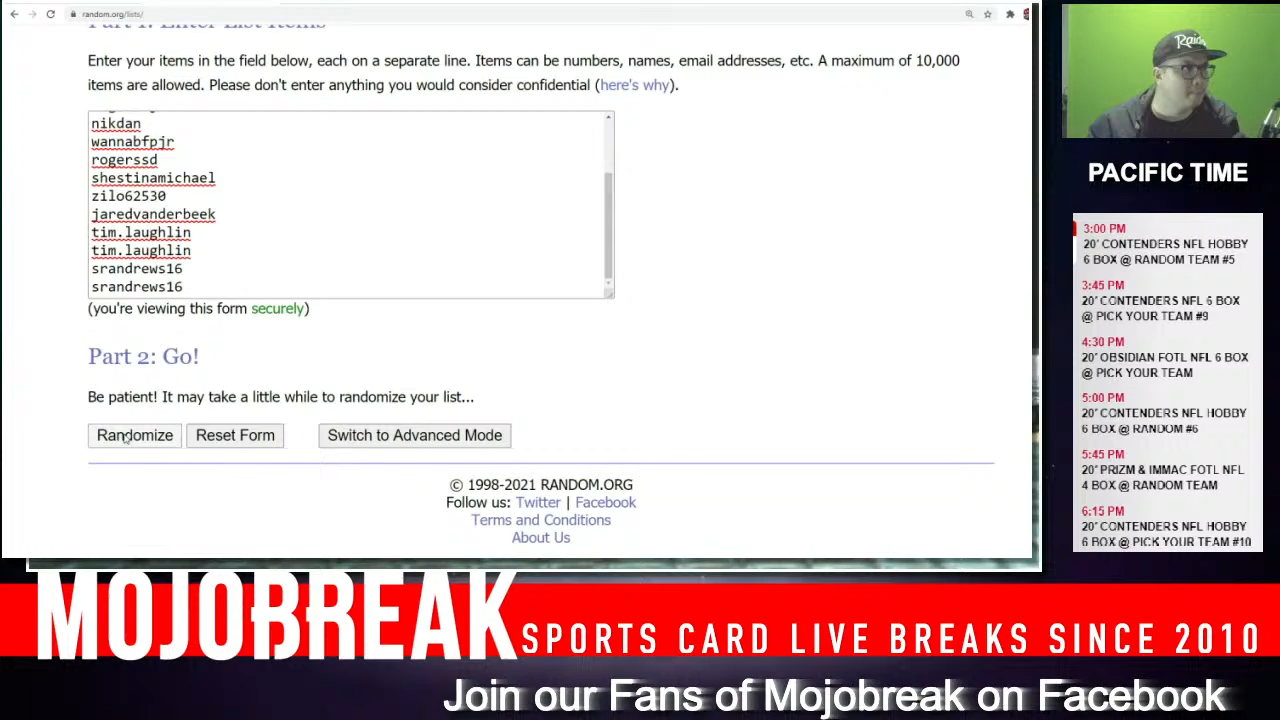 random.org/lists/
Part 1: Enter List Items
Enter your items in the field below, each on a separate line. Items can be numbers, names, email addresses, etc. A maximum of 10,000
items are allowed. Please don't enter anything you would consider confidential (here's why).
nikdan
wannabfpjr
rogerssd
shestinamichael
zilo62530
jaredvanderbeek
tim.laughlin
tim.laughlin
srandrews16
srandrews16
(you're viewing this form securely)
Part 2: Go!
Be patient! It may take a little while to randomize your list...
Randomize
Reset Form
Switch to Advanced Mode
© 1998-2021 RANDOM.ORG
Follow us: Twitter | Facebook
Terms and Conditions
About Us
PACIFIC TIME
3:00 PM
20' CONTENDERS NFL HOBBY
6 BOX @ RANDOM TEAM #5
3:45 PM
20' CONTENDERS NFL 6 BOX
@ PICK YOUR TEAM #9
4:30 PM
20' OBSIDIAN FOTL NFL 6 BOX
@ PICK YOUR TEAM
5:00 PM
20' CONTENDERS NFL HOBBY
6 BOX @ RANDOM #6
5:45 PM
20' PRIZM & IMMAC FOTL NFL
4 BOX @ RANDOM TEAM
6:15 PM
20' CONTENDERS NFL HOBBY
6 BOX @ PICK YOUR TEAM #10
MOJOBREAK
SPORTS CARD LIVE BREAKS SINCE 2010
Join our Fans of Mojobreak on Facebook